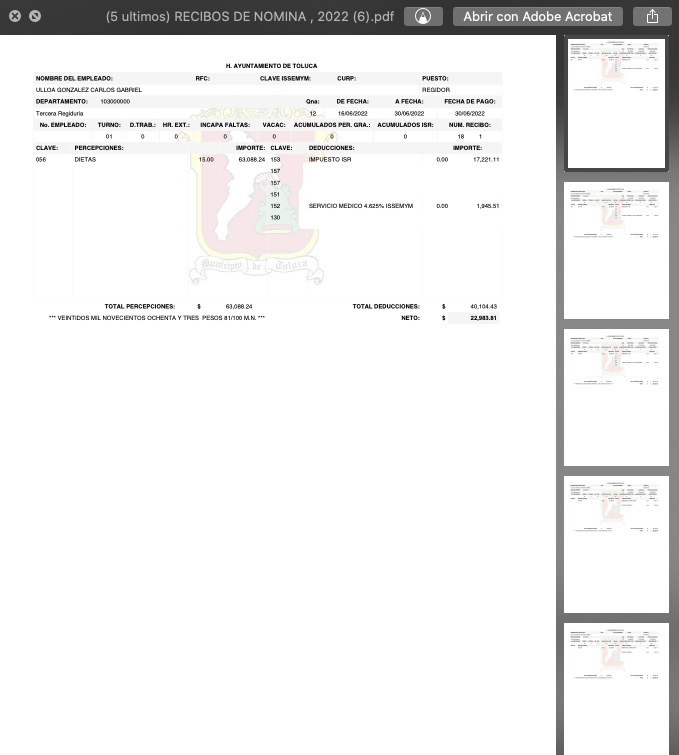 (5 ultimos) RECIBOS DE NOMINA , 2022 (6).pdf
Abrir con Adobe Acrobat
H. AYUNTAMIENTO DE TOLUCA
NOMBRE DEL EMPLEADO: RFC: CLAVE ISSEMYM: CURP: PUESTO:
ULLOA GONZALEZ CARLOS GABRIEL REGIDOR
DEPARTAMENTO: 103000000 Qna: DE FECHA: A FECHA: FECHA DE PAGO:
Tercera Regiduria 12 16/06/2022 30/06/2022 30/06/2022
No. EMPLEADO: TURNO: D.TRAB.: HR. EXT.: INCAPA FALTAS: VACAC: ACUMULADOS PER. GRA.: ACUMULADOS ISR: NUM. RECIBO:
01 0 0 0 0 0 0 18 1
CLAVE: PERCEPCIONES: IMPORTE: CLAVE: DEDUCCIONES: IMPORTE:
056 DIETAS 15.00 63,088.24 153 IMPUESTO ISR 0.00 17,221.11
157
157
151
152 SERVICIO MEDICO 4.625% ISSEMYM 0.00 1,945.51
130
Municipio de Toluca
TOTAL PERCEPCIONES: $ 63,088.24 TOTAL DEDUCCIONES: $ 40,104.43
*** VEINTIDOS MIL NOVECIENTOS OCHENTA Y TRES PESOS 81/100 M.N. *** NETO: $ 22,983.81